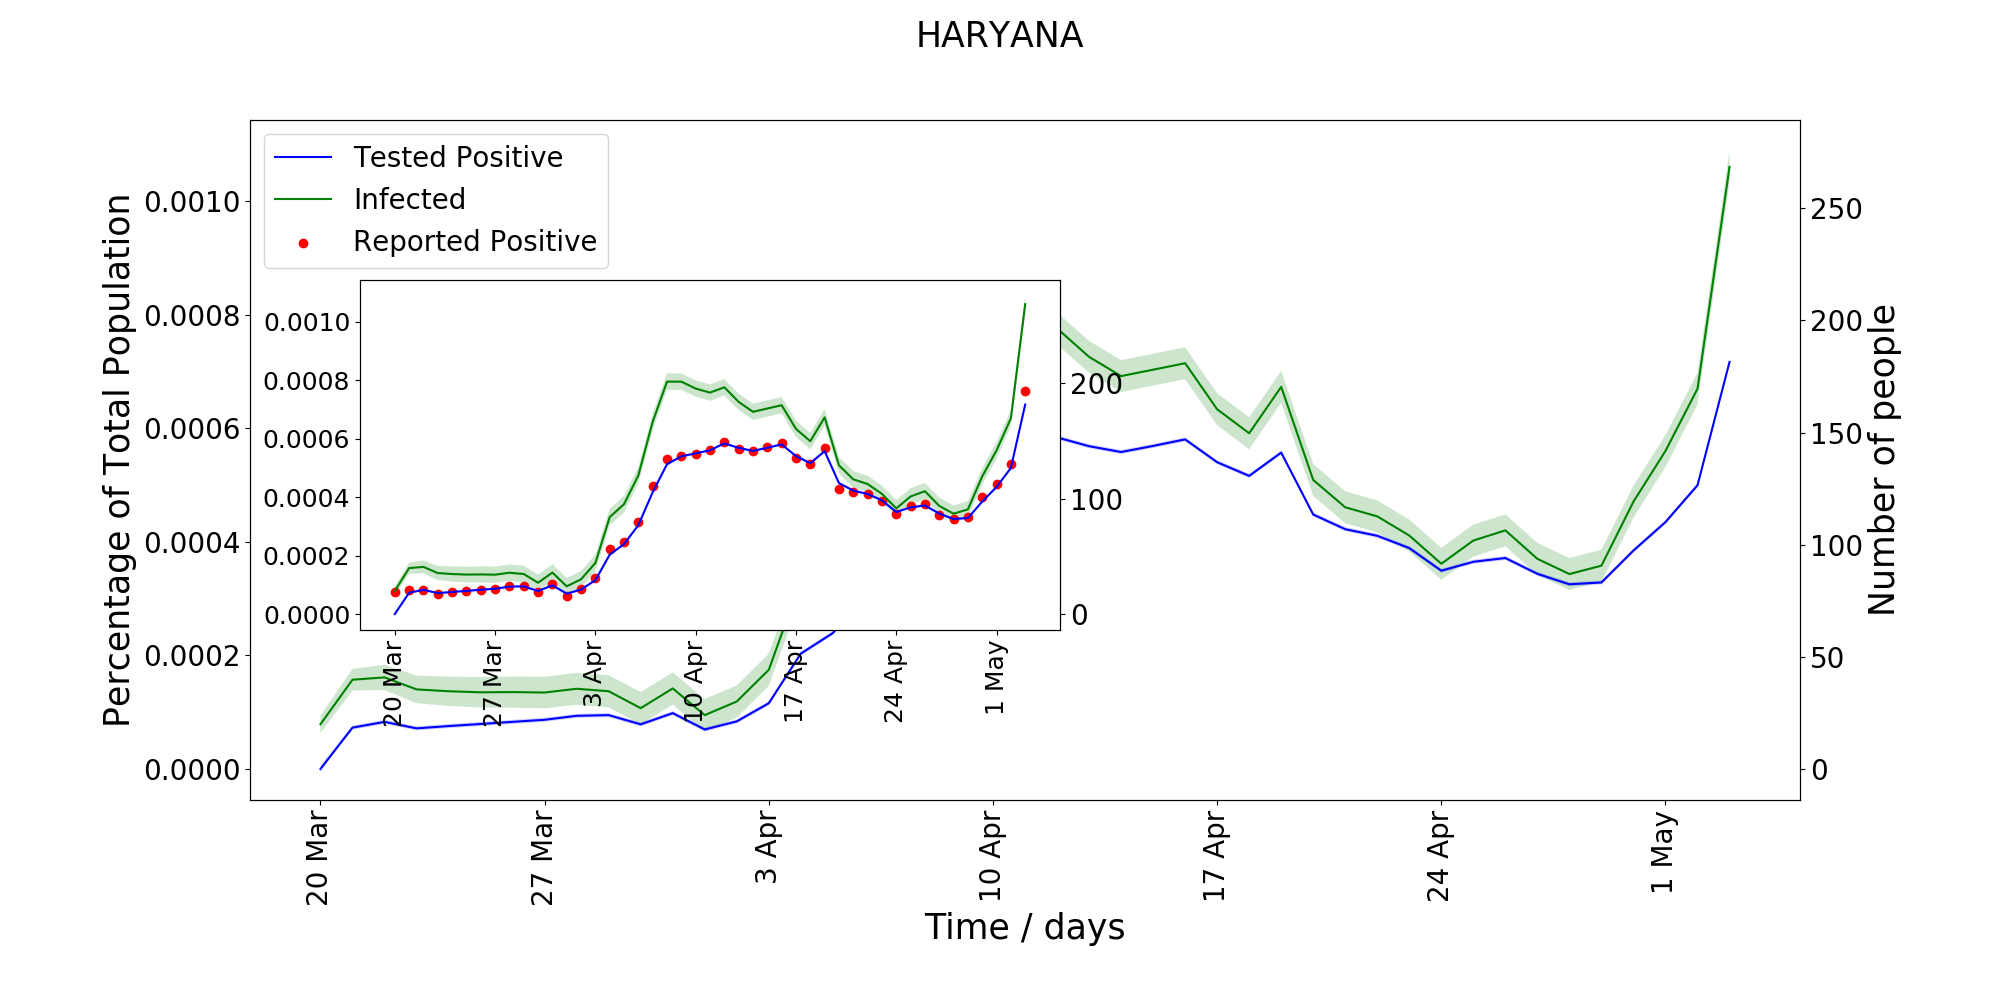 HARYANA
Tested Positive
Infected
Reported Positive
Percentage of Total Population
0.0010
0.0008
0.0006
0.0004
0.0002
0.0000
0.0010
0.0008
0.0006
0.0004
0.0002
0.0000
200
100
0
20 Mar
27 Mar
3 Apr
10 Apr
17 Apr
24 Apr
1 May
250
200
150
100
50
0
Number of people
20 Mar
27 Mar
3 Apr
10 Apr
17 Apr
24 Apr
1 May
Time / days